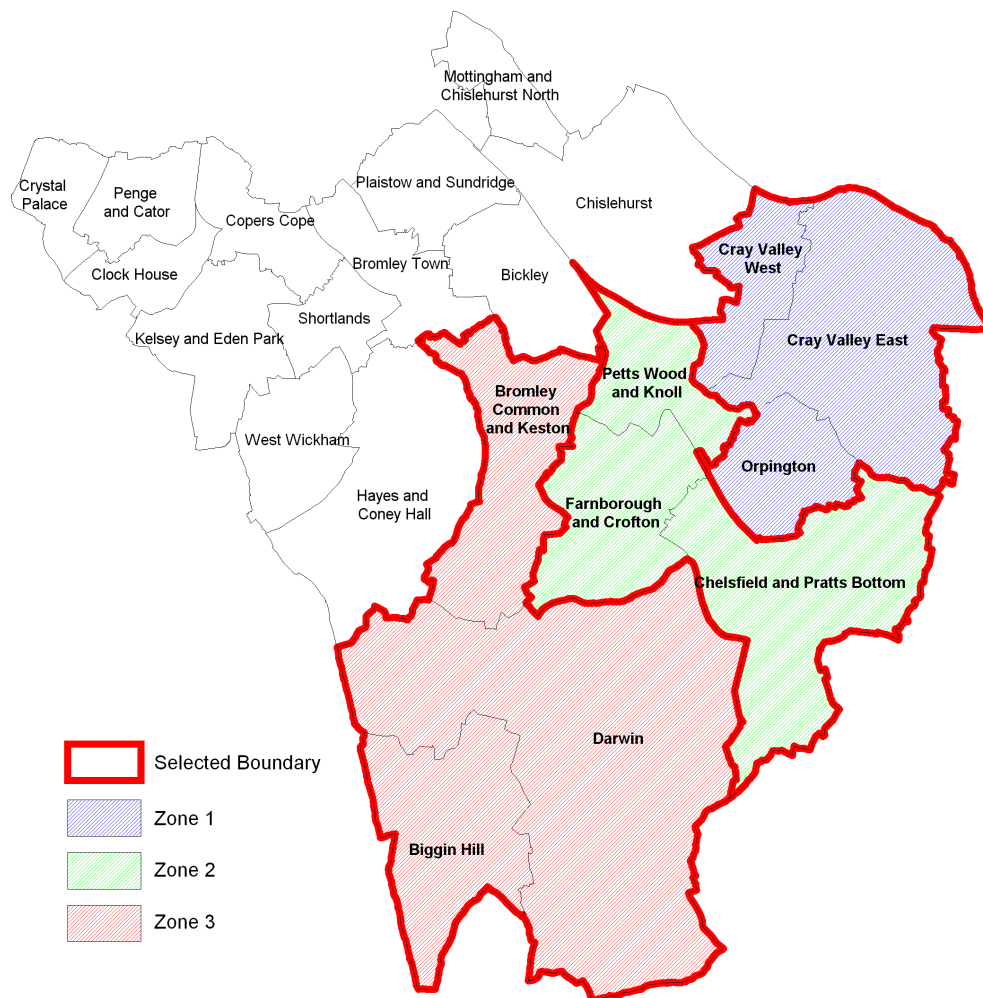 Mottingham and
Chislehurst North
Crystal
Palace
Penge
and Cator
Plaistow and Sundridge
Chislehurst
Copers Cope
Clock House
Bromley Town
Bickley
Cray Valley
West
Shortlands
Kelsey and Eden Park
Cray Valley East
Petts Wood
and Knoll
Bromley
Common
and Keston
West Wickham
Orpington
Hayes and
Coney Hall
Farnborough
and Crofton
Chelsfield and Pratts Bottom
Darwin
Biggin Hill
Selected Boundary
Zone 1
Zone 2
Zone 3